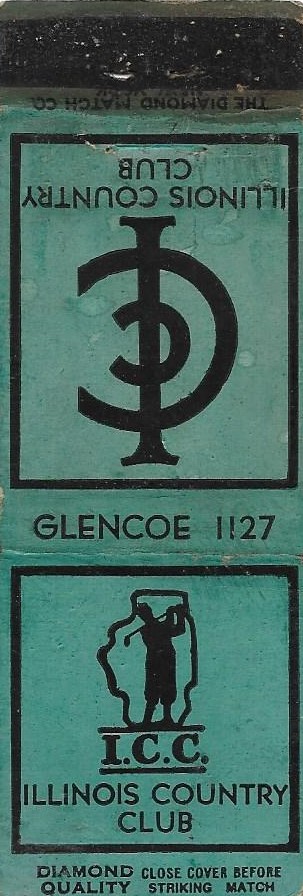 THE DIAMOND MATCH CO.
ILLINOIS COUNTRY
CLUB
ICC
GLENCOE 1127
I.C.C.
ILLINOIS COUNTRY
CLUB
DIAMOND QUALITY
CLOSE COVER BEFORE
STRIKING MATCH